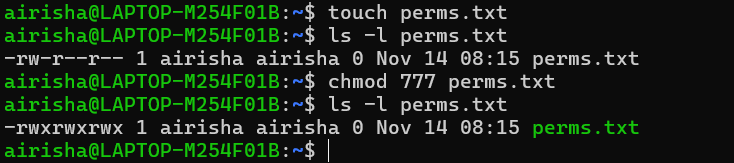 airisha@LAPTOP-M254F01B:~$ touch perms.txt
airisha@LAPTOP-M254F01B:~$ ls -l perms.txt
-rw-r--r-- 1 airisha airisha 0 Nov 14 08:15 perms.txt
airisha@LAPTOP-M254F01B:~$ chmod 777 perms.txt
airisha@LAPTOP-M254F01B:~$ ls -l perms.txt
-rwxrwxrwx 1 airisha airisha 0 Nov 14 08:15 perms.txt
airisha@LAPTOP-M254F01B:~$